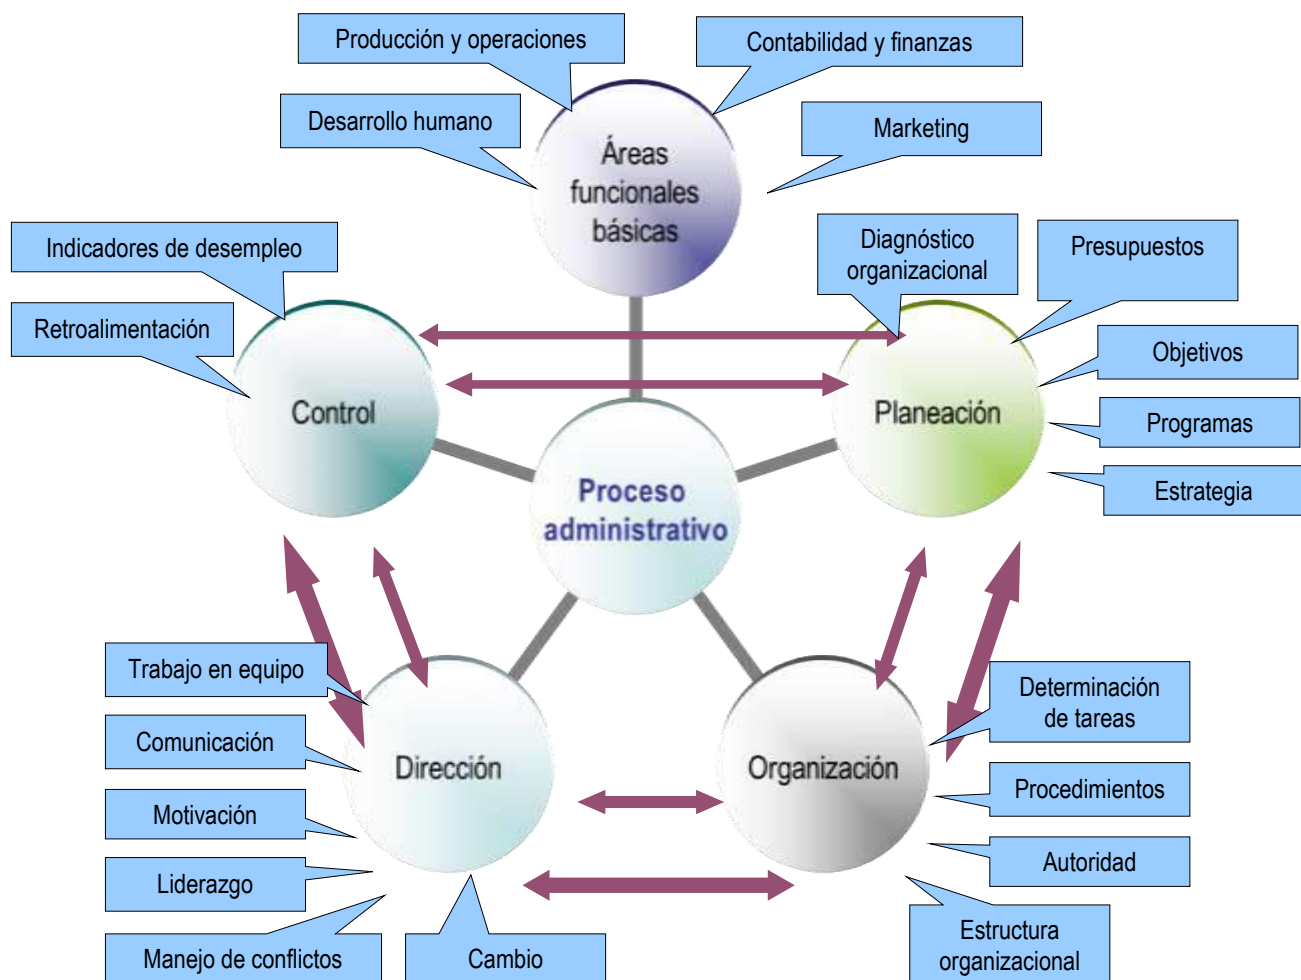 Producción y operaciones
Contabilidad y finanzas
Desarrollo humano
Marketing
Áreas
funcionales
básicas
Indicadores de desempleo
Retroalimentación
Control
Diagnóstico
organizacional
Presupuestos
Objetivos
Programas
Estrategia
Planeación
Proceso
administrativo
Trabajo en equipo
Comunicación
Motivación
Liderazgo
Manejo de conflictos
Cambio
Dirección
Organización
Determinación
de tareas
Procedimientos
Autoridad
Estructura
organizacional